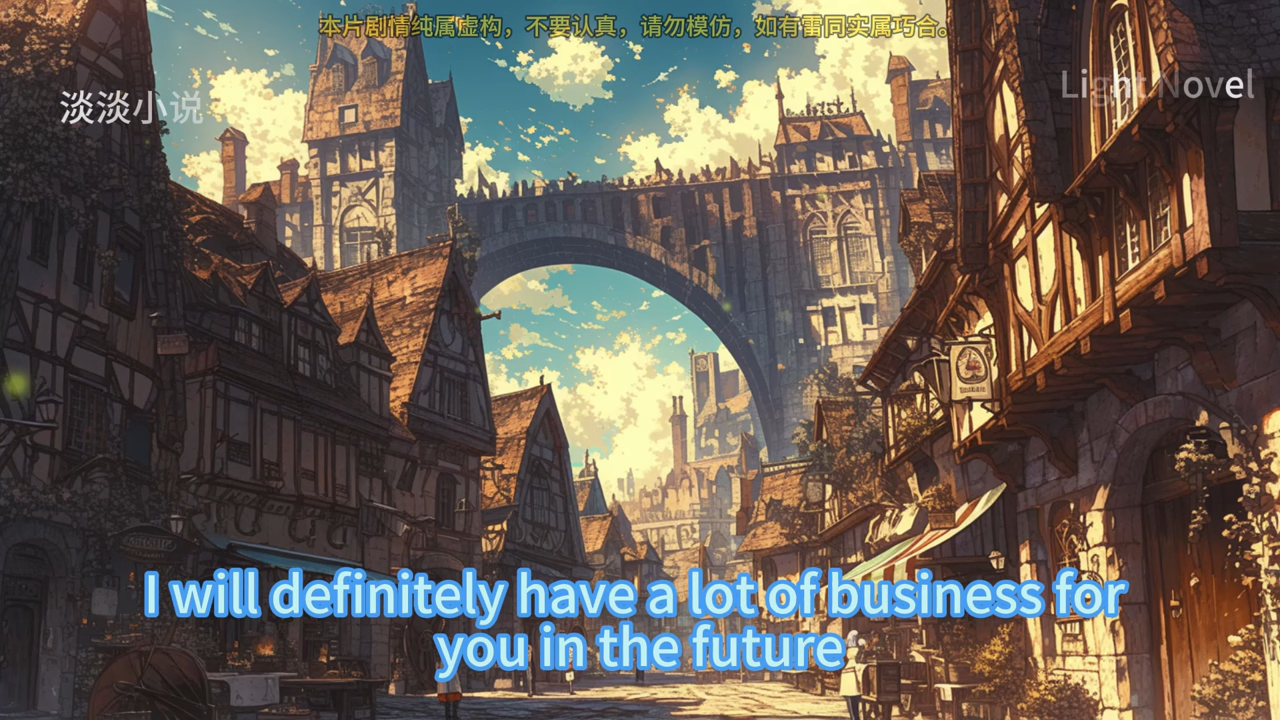 本片剧情纯属虚构，不要认真，请勿模仿，如有雷同实属巧合。
淡淡小说
Light Novel
I will definitely have a lot of business for
you in the future